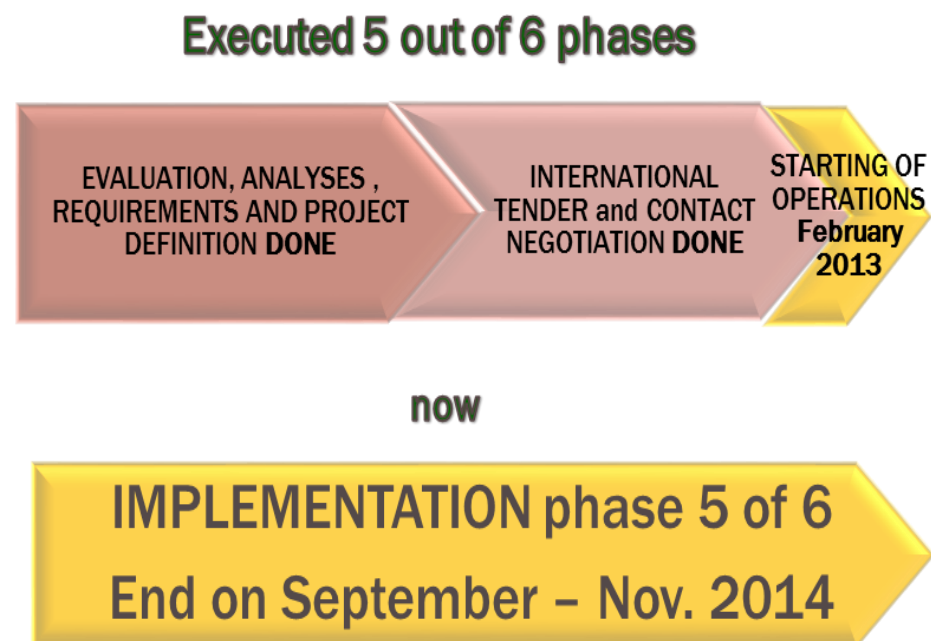 Executed 5 out of 6 phases
EVALUATION, ANALYSES ,
REQUIREMENTS AND PROJECT
DEFINITION DONE
INTERNATIONAL
TENDER and CONTACT
NEGOTIATION DONE
STARTING OF
OPERATIONS
February
2013
now
IMPLEMENTATION phase 5 of 6
End on September – Nov. 2014